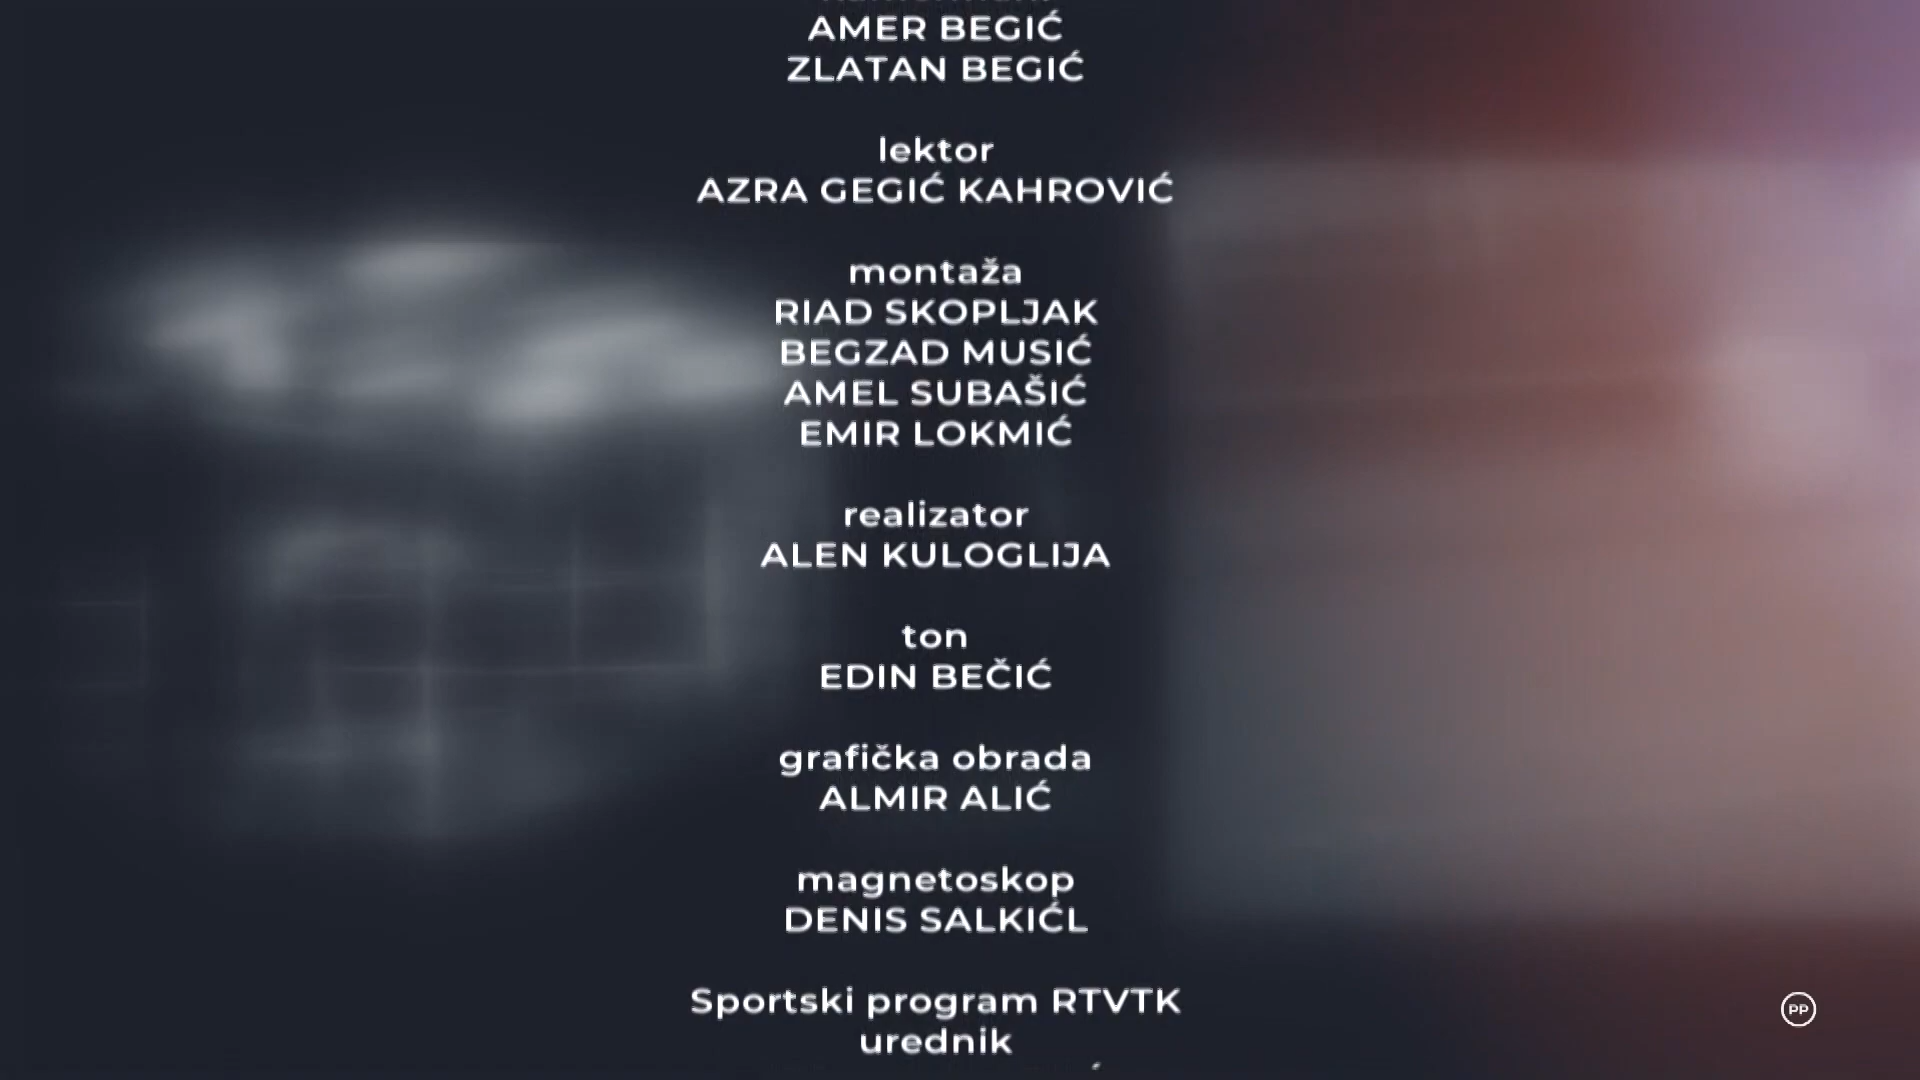 AMER BEGIĆ
ZLATAN BEGIĆ
lektor
AZRA GEGIĆ KAHROVIĆ
montaža
RIAD SKOPLJAK
BEGZAD MUSIĆ
AMEL SUBAŠIĆ
EMIR LOKMIĆ
realizator
ALEN KULOGLIJA
ton
EDIN BEČIĆ
grafička obrada
ALMIR ALIĆ
magnetoskop
DENIS SALKIĆL
Sportski program RTVTK
urednik
PP